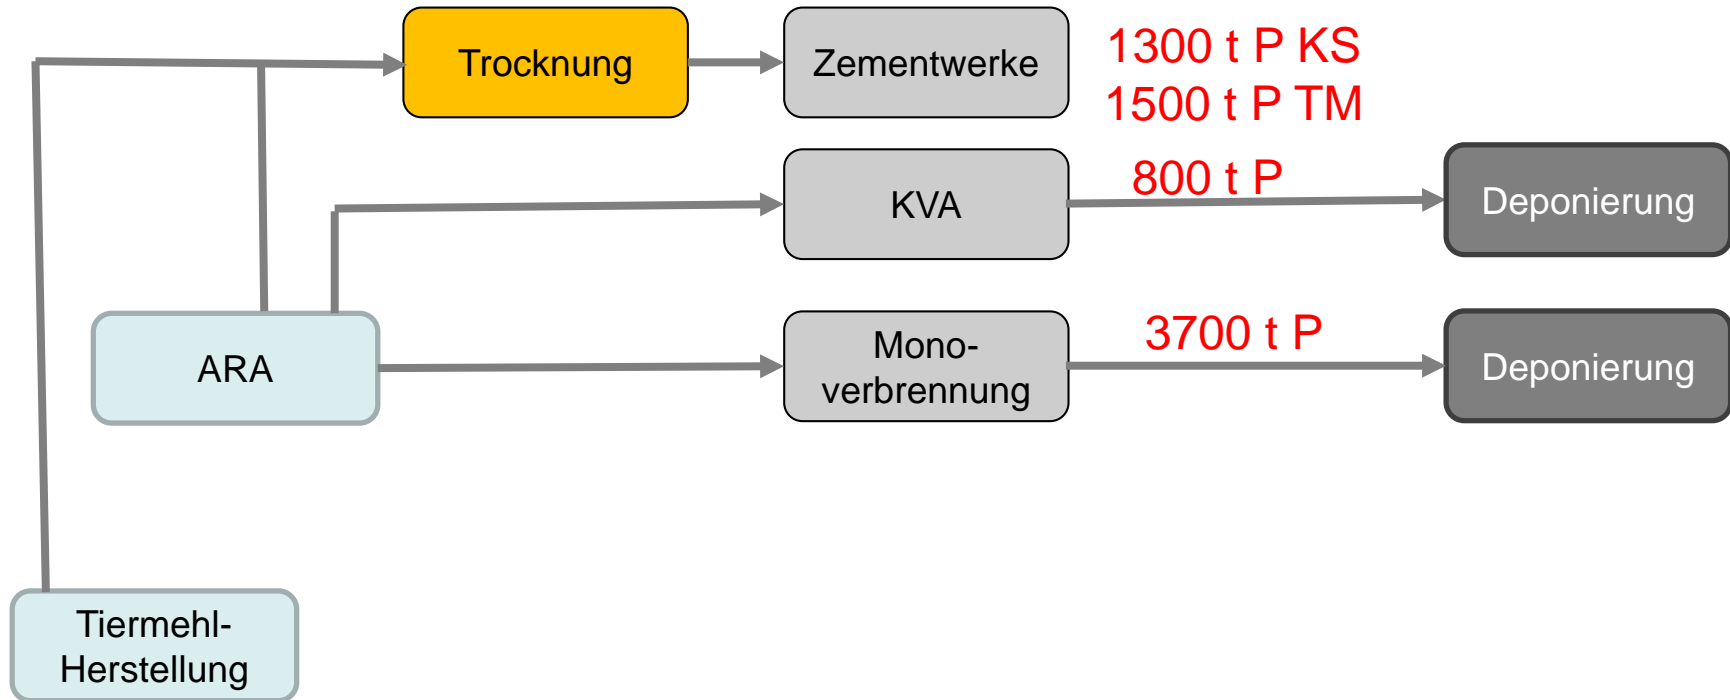 Trocknung
Zementwerke
1300 t P KS
1500 t P TM
KVA
800 t P
Deponierung
ARA
Mono-
verbrennung
3700 t P
Deponierung
Tiermehl-
Herstellung